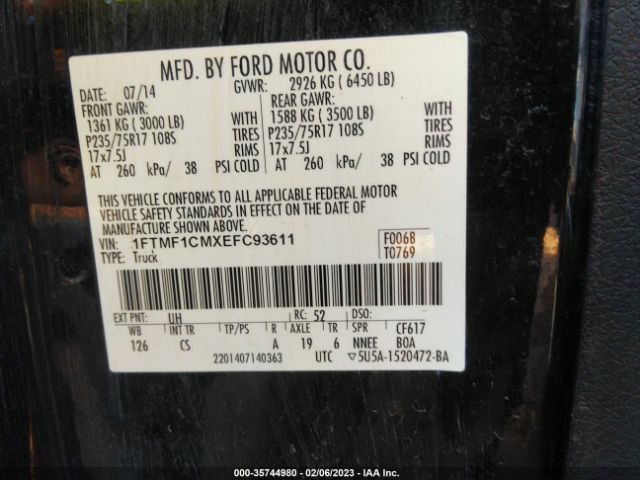 MFD. BY FORD MOTOR CO.
DATE: 07/14 GVWR: 2926 KG ( 6450 LB)
FRONT GAWR: REAR GAWR:
1361 KG ( 3000 LB) WITH 1588 KG ( 3500 LB) WITH
P235/75R17 108S TIRES P235/75R17 108S TIRES
17x7.5J RIMS 17x7.5J RIMS
AT 260 kPa/ 38 PSI COLD AT 260 kPa/ 38 PSI COLD
THIS VEHICLE CONFORMS TO ALL APPLICABLE FEDERAL MOTOR
VEHICLE SAFETY STANDARDS IN EFFECT ON THE DATE OF
MANUFACTURE SHOWN ABOVE.
VIN: 1FTMF1CMXEFC93611 F0068
TYPE: Truck T0769
EXT PNT: UH RC: 52 DSO:
WB INT TR TP/PS R AXLE TR SPR CF617
126 CS A 19 6 NNEE BOA
2201407140363 UTC ▽5U5A-1520472-BA
000-35744980 | 02/06/2023 - IAA Inc.